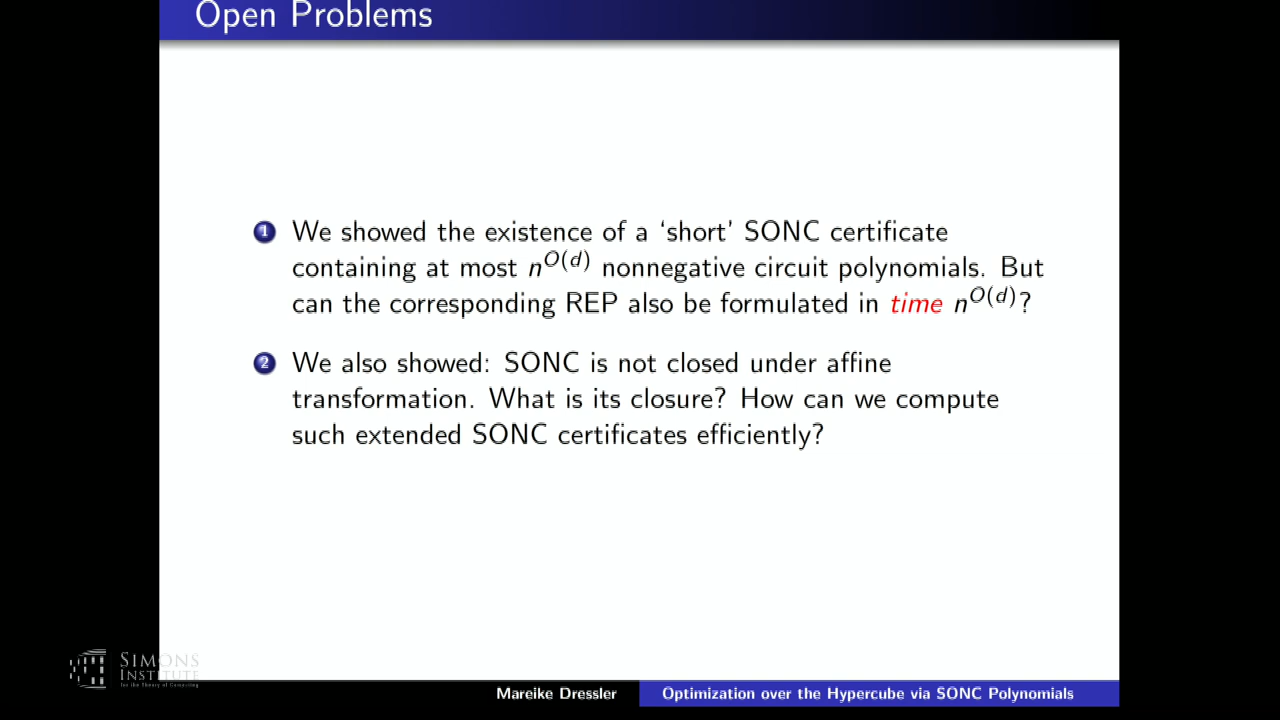 Open Problems
1 We showed the existence of a ‘short’ SONC certificate
containing at most n^{O(d)} nonnegative circuit polynomials. But
can the corresponding REP also be formulated in time n^{O(d)}?
2 We also showed: SONC is not closed under affine
transformation. What is its closure? How can we compute
such extended SONC certificates efficiently?
SIMONS
INSTITUTE
for the Theory of Computing
Mareike Dressler
Optimization over the Hypercube via SONC Polynomials